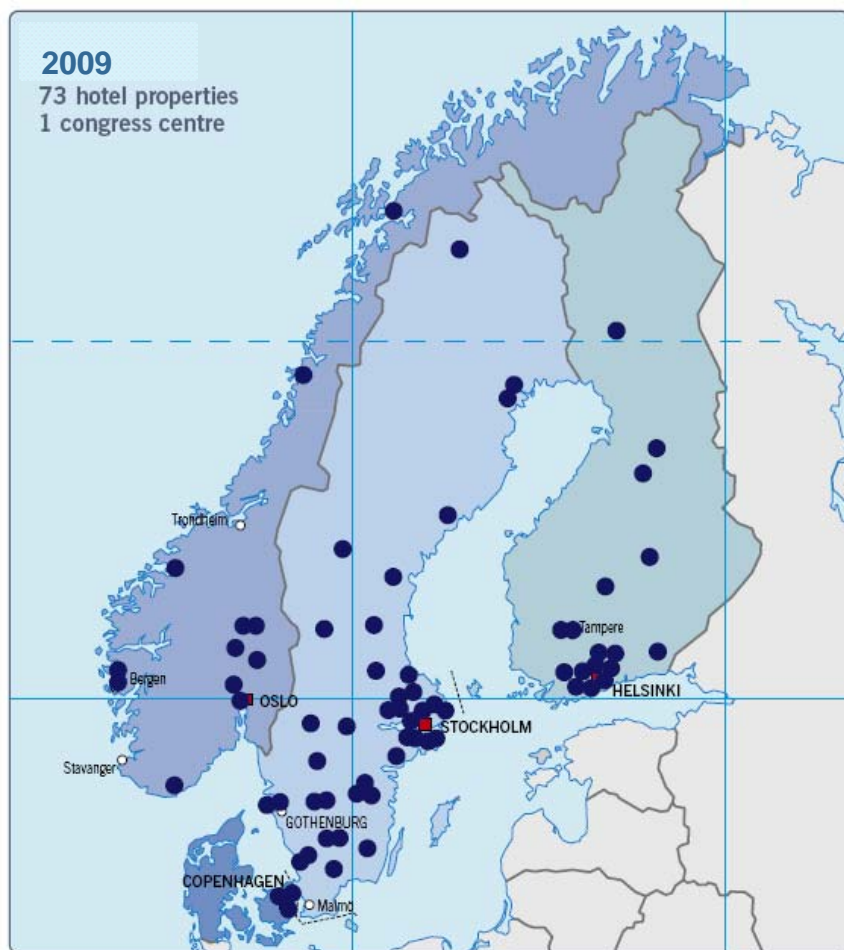 2009
73 hotel properties
1 congress centre
Trondheim
Tampere
Bergen
HELSINKI
OSLO
STOCKHOLM
Stavanger
GOTHENBURG
COPENHAGEN
Malmö